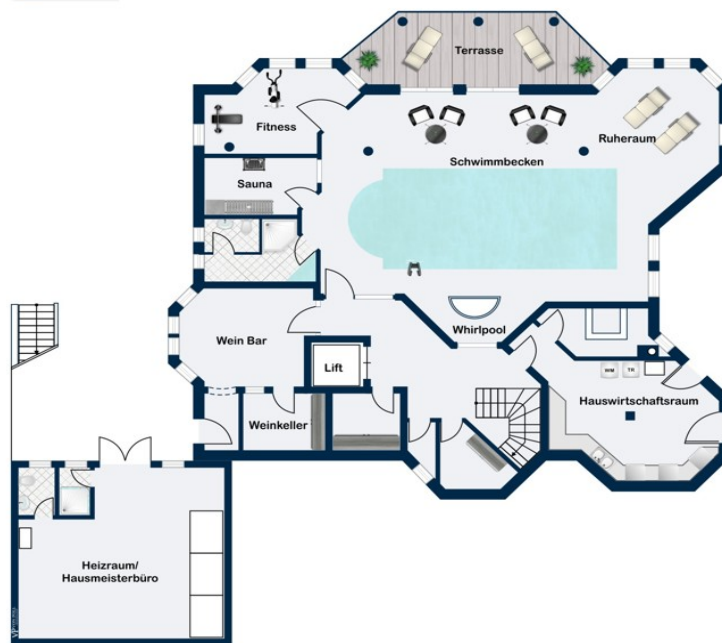 Terrasse
Fitness
Ruheraum
Schwimmbecken
Sauna
Whirlpool
Wein Bar
Lift
WM
TR
Hauswirtschaftsraum
Weinkeller
Heizraum/
Hausmeisterbüro